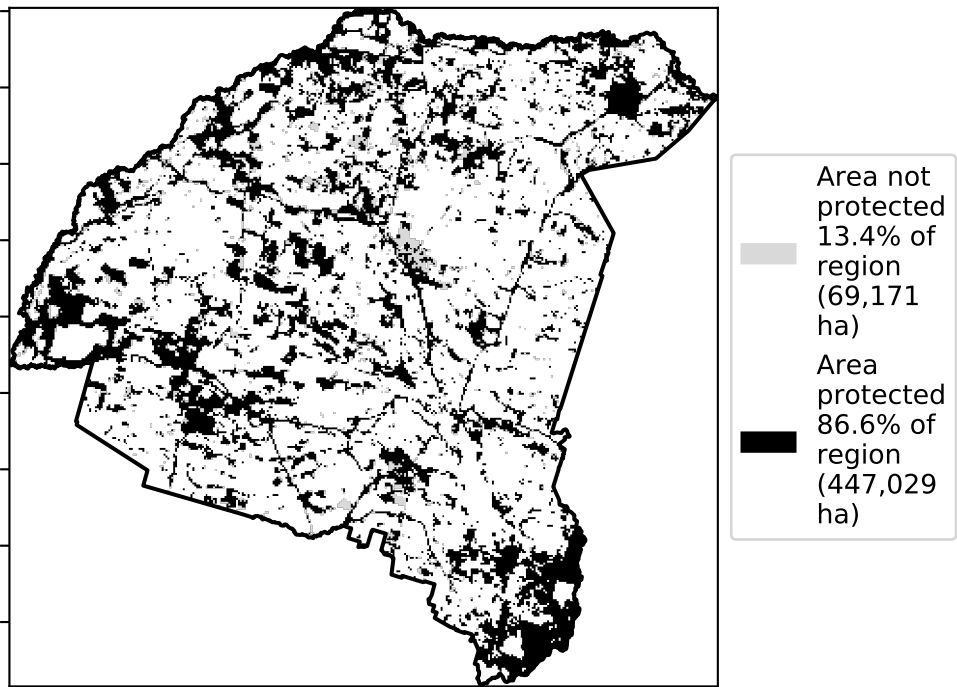 Area not
protected
13.4% of
region
(69,171
ha)
Area
protected
86.6% of
region
(447,029
ha)